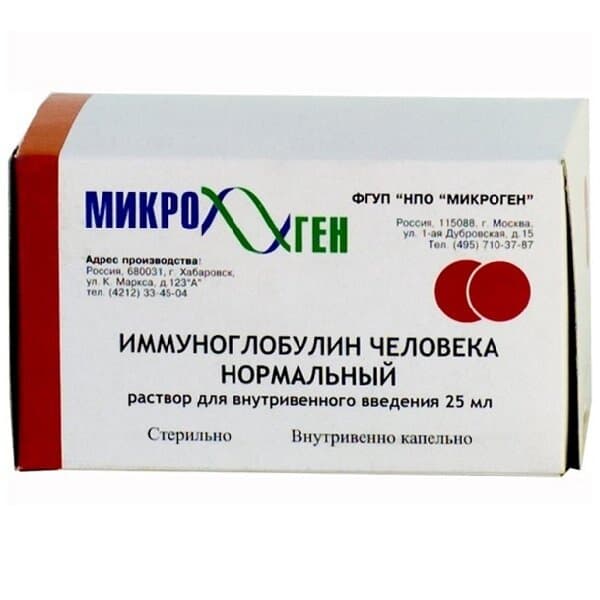 МИКРОГЕН
ФГУП "НПО "МИКРОГЕН"
Россия, 115088, г. Москва,
ул. 1-ая Дубровская, д.15
Тел. (495) 710-37-87
Адрес производства:
Россия, 680031, г. Хабаровск,
ул. К. Маркса, д.123"А"
тел. (4212) 33-45-04
ИММУНОГЛОБУЛИН ЧЕЛОВЕКА
НОРМАЛЬНЫЙ
раствор для внутривенного введения 25 мл
Стерильно Внутривенно капельно